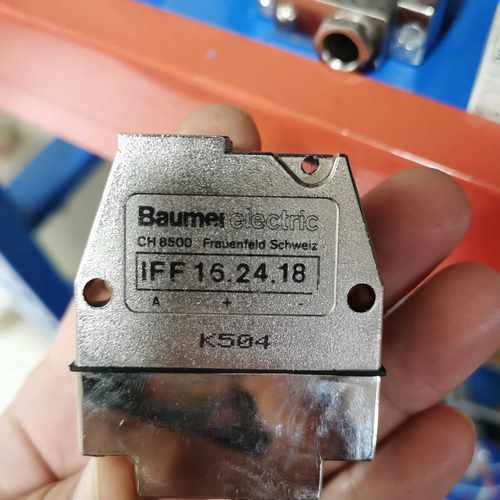 Baumer electric
CH 8500 Frauenfeld Schweiz
IFF 16.24.18
A + -
K504